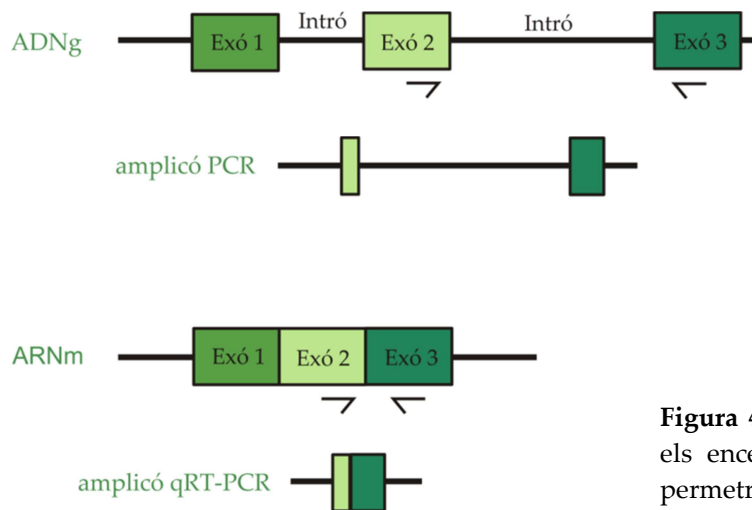 Intró
Intró
ADNg
Exó 1
Exó 2
Exó 3
amplicó PCR
ARNm
Exó 1
Exó 2
Exó 3
amplicó qRT-PCR
Figura 4
els
permetr